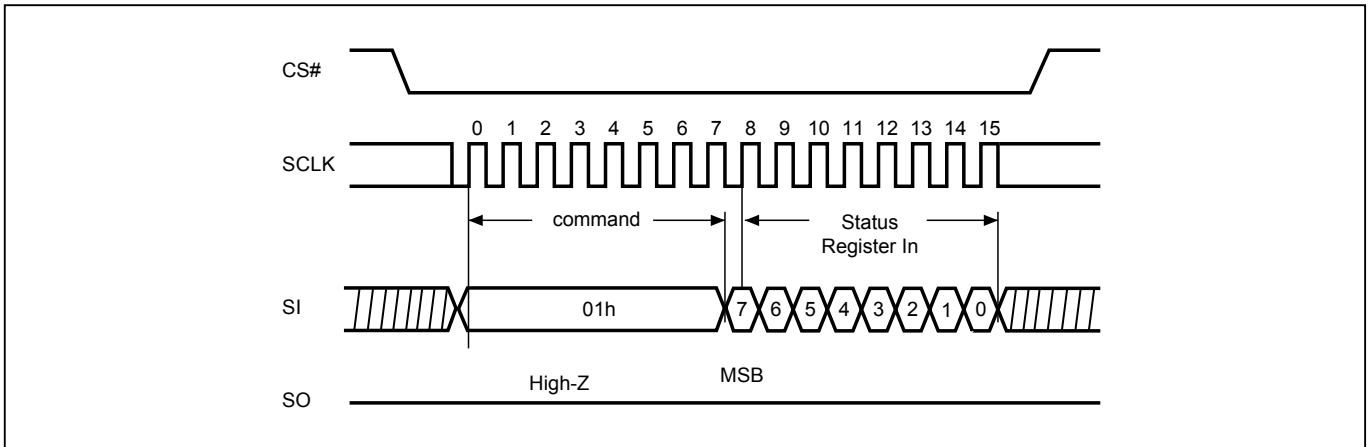 CS#
0 1 2 3 4 5 6 7 8 9 10 11 12 13 14 15
SCLK
command
Status
Register In
SI
01h
7 6 5 4 3 2 1 0
High-Z
MSB
SO